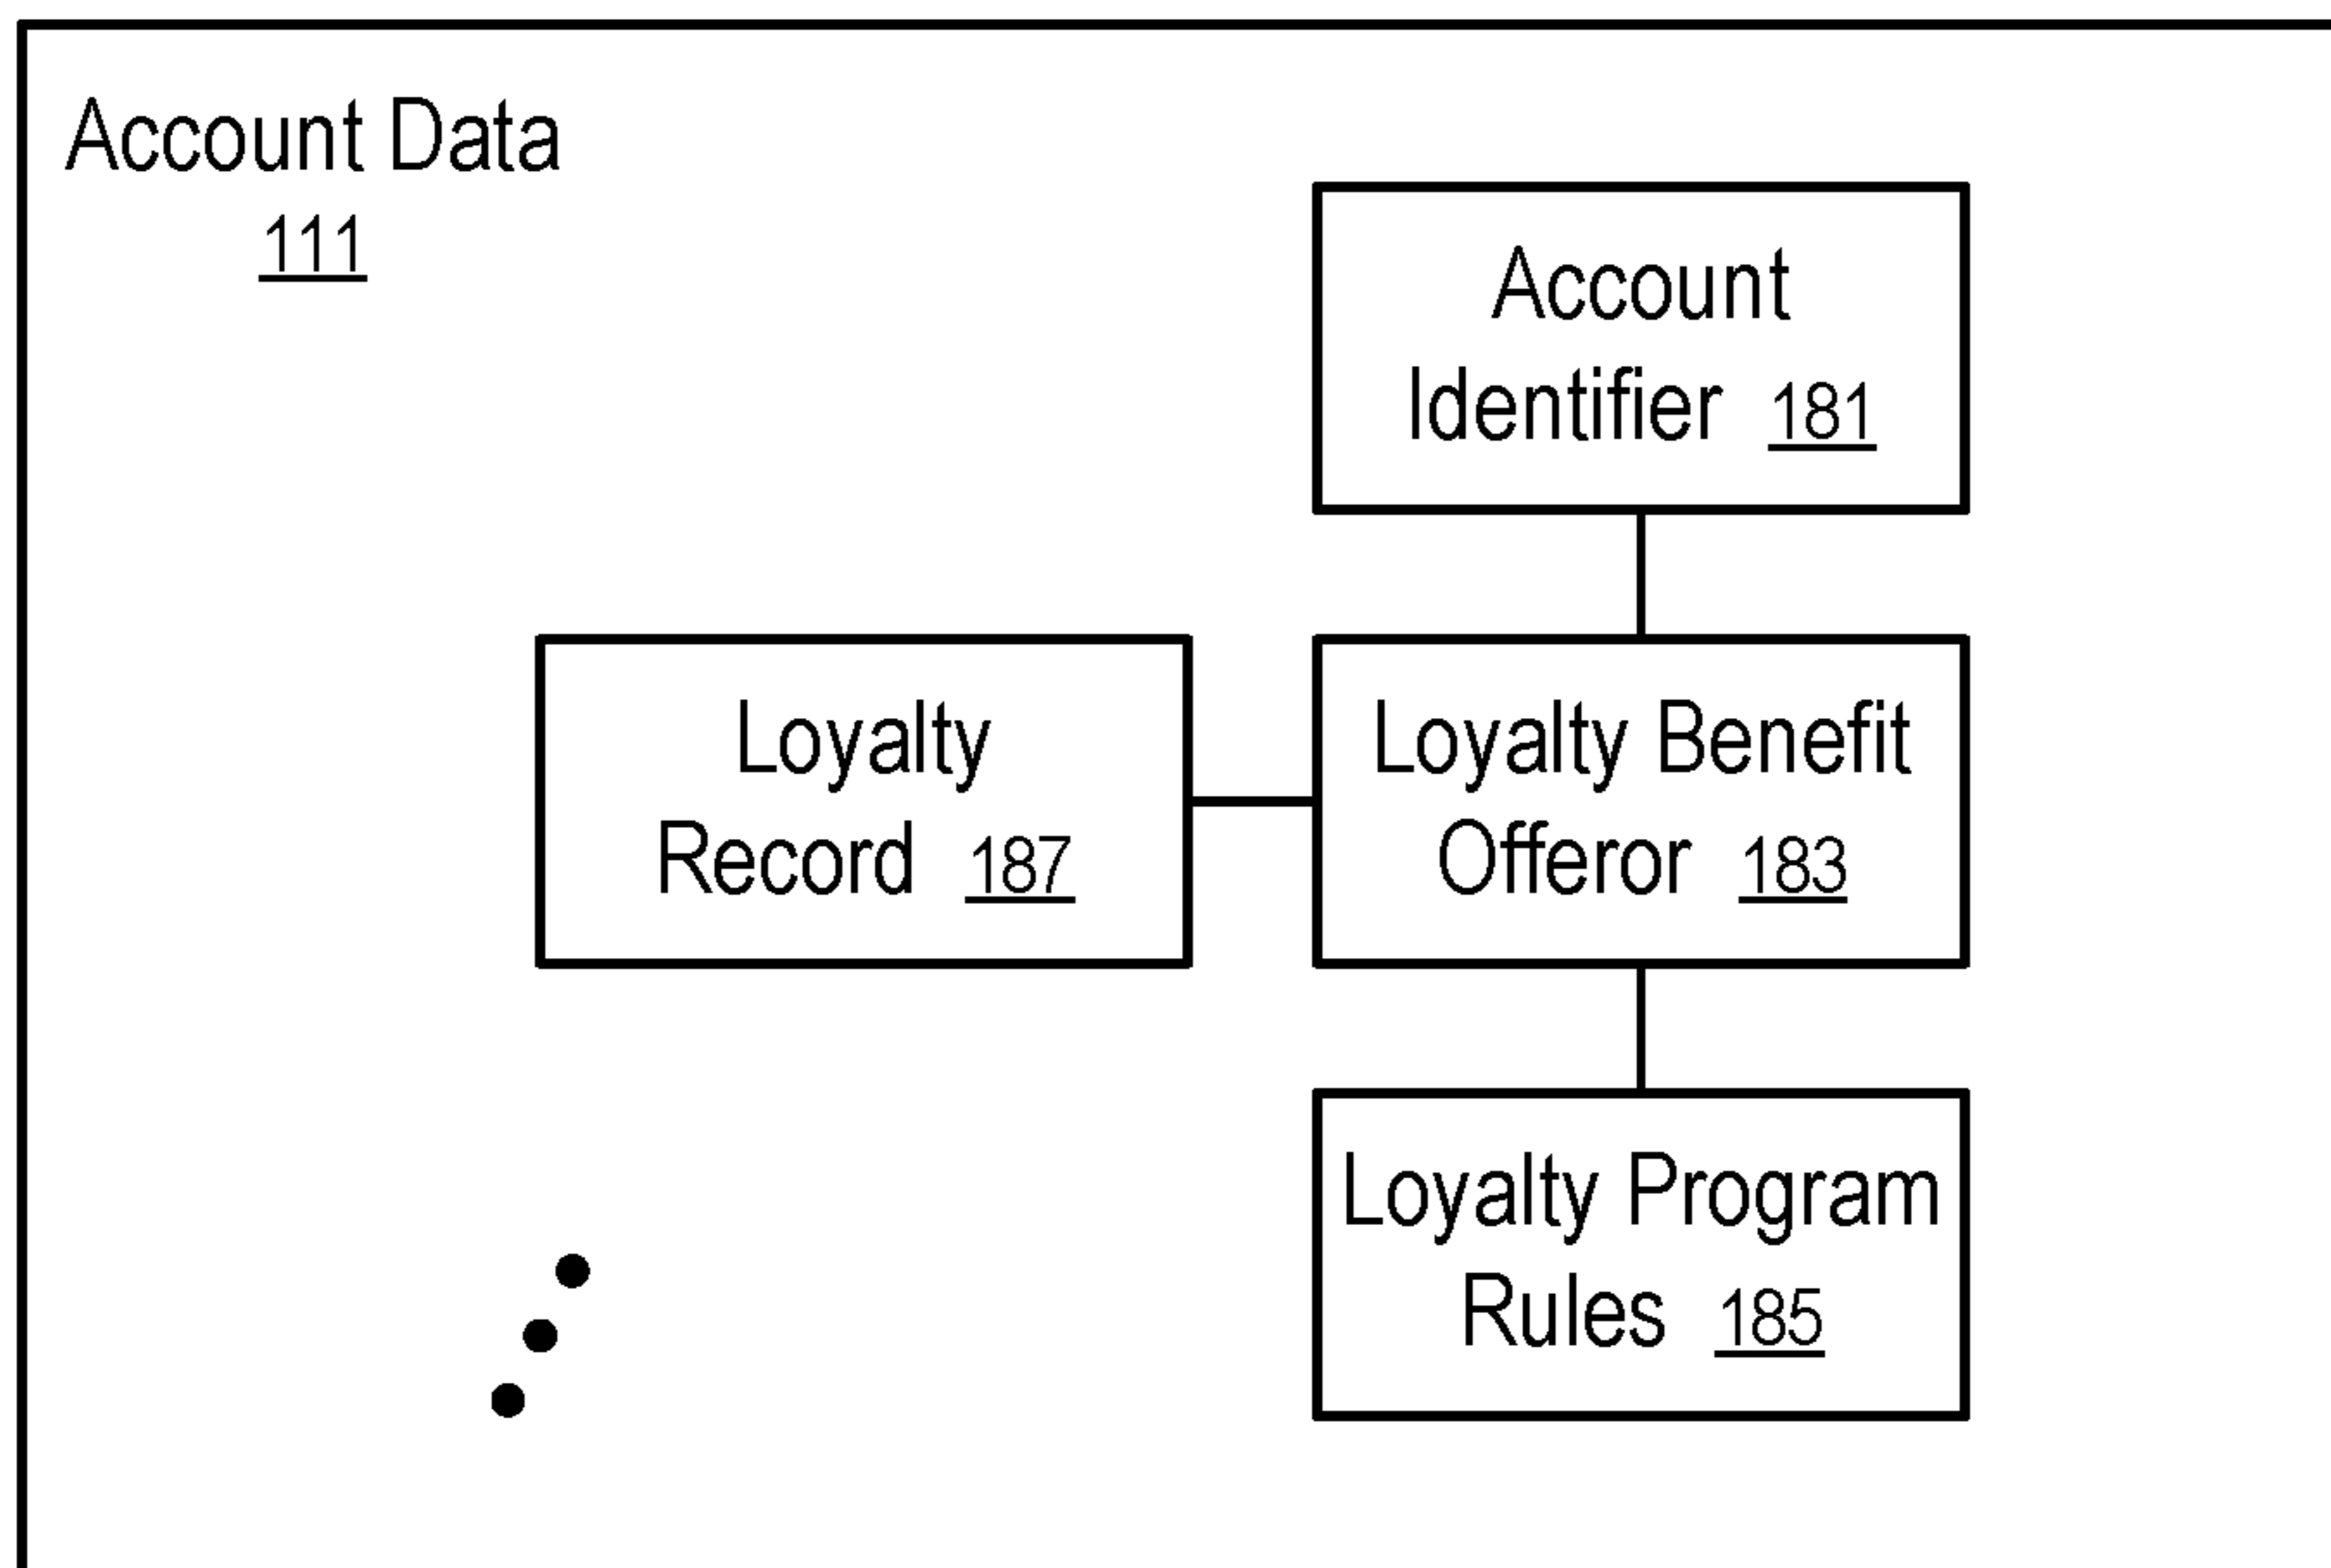 Account Data
111
Account
Identifier 181
Loyalty
Record 187
Loyalty Benefit
Offeror 183
Loyalty Program
Rules 185